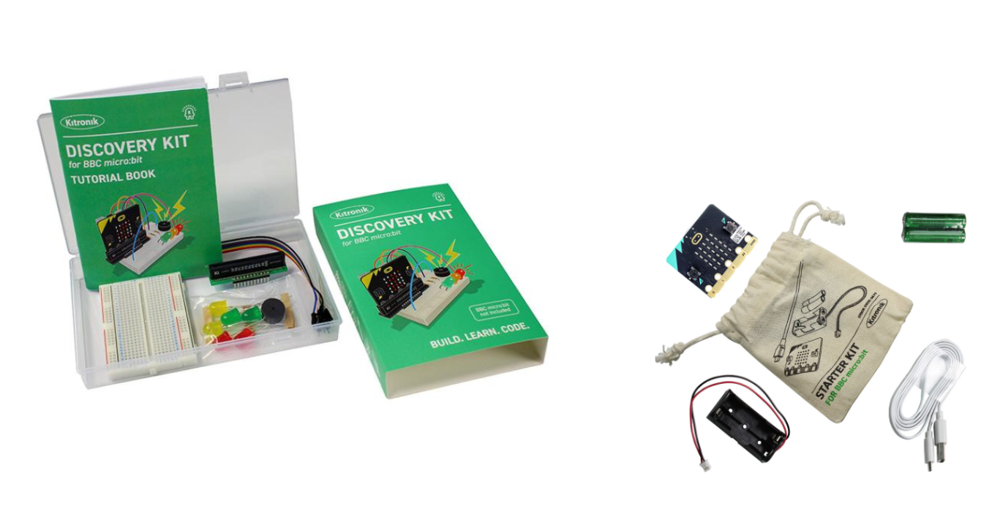 Kitronik
DISCOVERY KIT
for BBC micro:bit
TUTORIAL BOOK
Kitronik
DISCOVERY KIT
for BBC micro:bit
BBC micro:bit
not included
BUILD. LEARN. CODE.
Kitronik
STARTER KIT
FOR BBC micro:bit